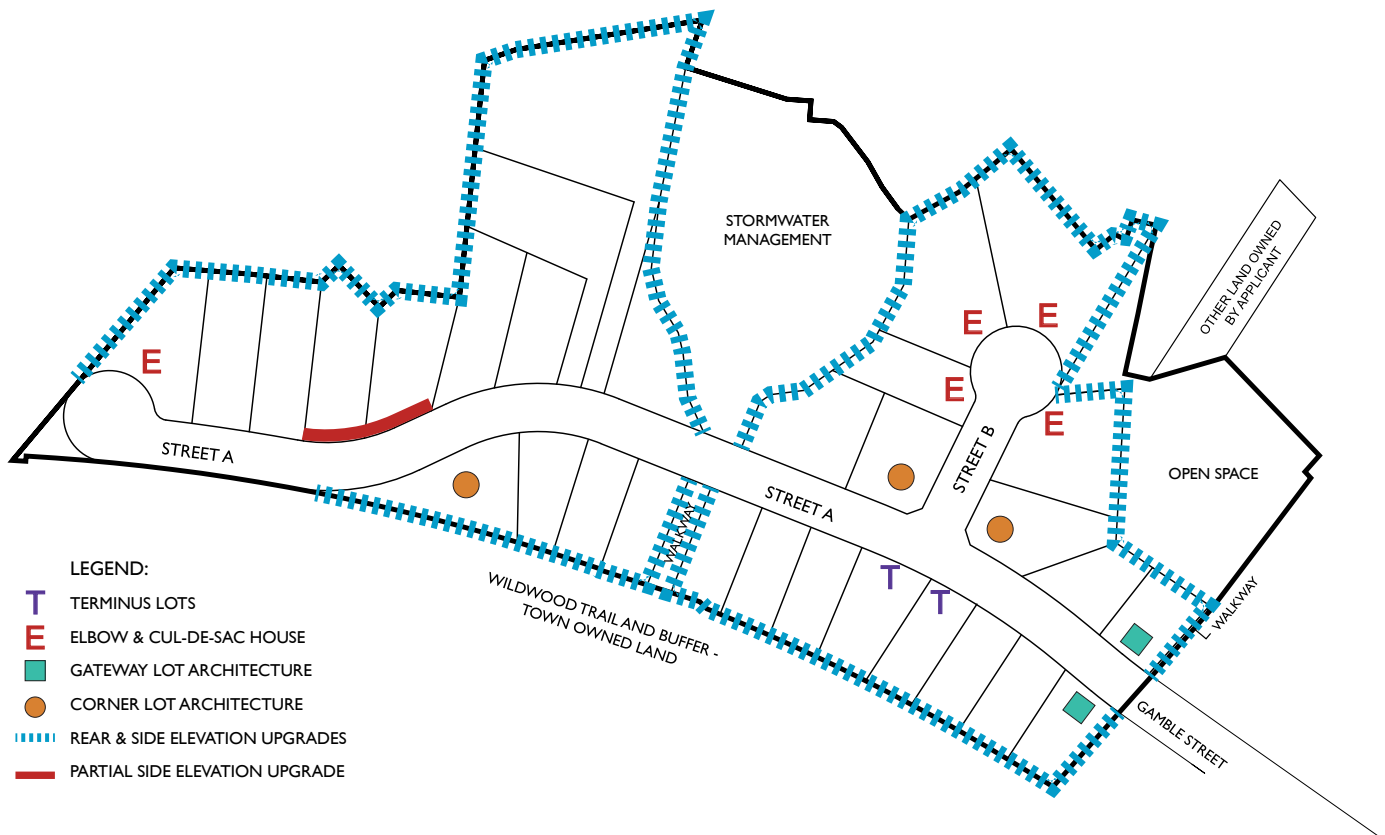 STORMWATER
MANAGEMENT
OTHER LAND OWNED
BY APPLICANT
E
E
E
E
E
STREET A
STREET B
OPEN SPACE
STREET A
WALKWAY
T
T
WILDWOOD TRAIL AND BUFFER -
TOWN OWNED LAND
WALKWAY
GAMBLE STREET
LEGEND:
T TERMINUS LOTS
E ELBOW & CUL-DE-SAC HOUSE
GATEWAY LOT ARCHITECTURE
CORNER LOT ARCHITECTURE
REAR & SIDE ELEVATION UPGRADES
PARTIAL SIDE ELEVATION UPGRADE